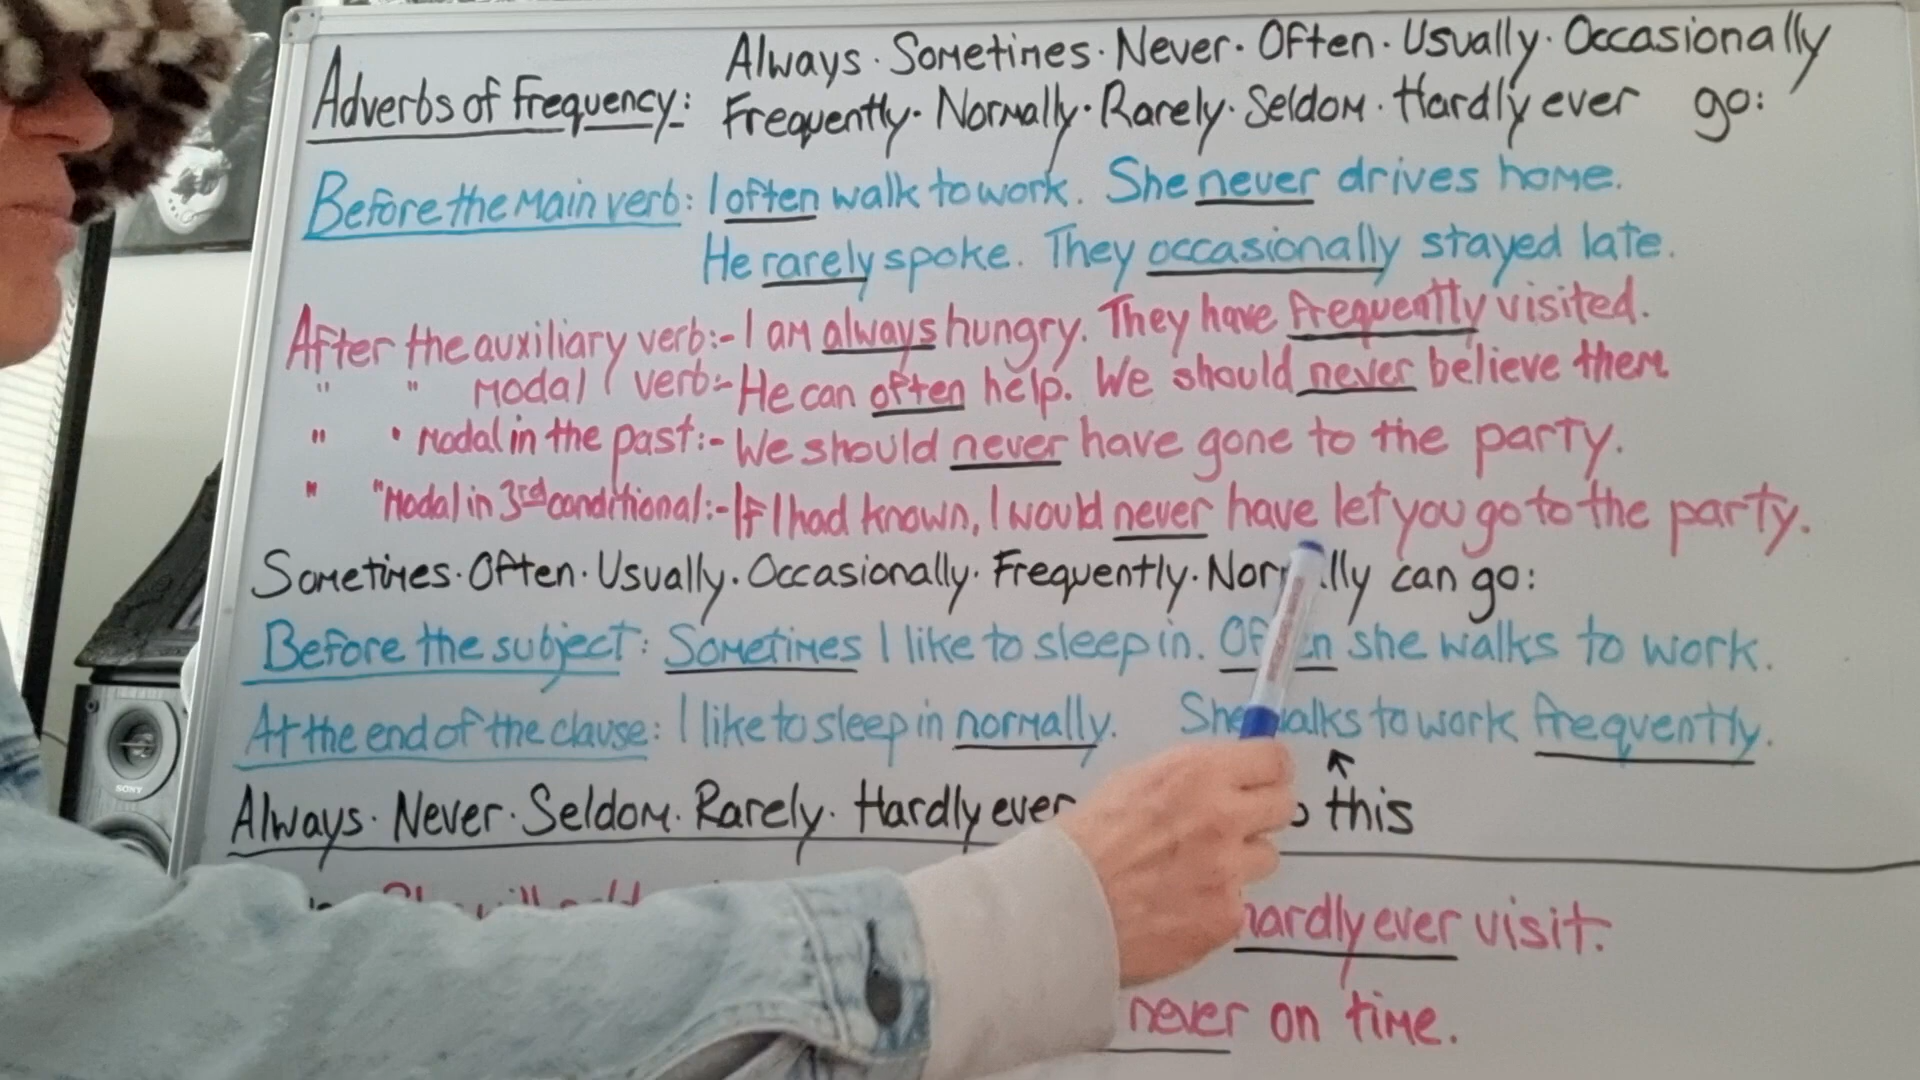 Always · Sometimes · Never · Often · Usually · Occasionally
Adverbs of frequency: Frequently · Normally · Rarely · Seldom · Hardly ever go:
Before the main verb: I often walk to work. She never drives home.
He rarely spoke. They occasionally stayed late.
After the auxiliary verb:- I am always hungry. They have frequently visited.
" " Modal verb:- He can often help. We should never believe them.
" " Modal in the past:- We should never have gone to the party.
" " Modal in 3rd conditional:- If I had known, I would never have let you go to the party.
Sometimes · Often · Usually · Occasionally · Frequently · Normally can go:
Before the subject: Sometimes I like to sleep in. Often she walks to work.
At the end of the clause: I like to sleep in normally. She walks to work frequently.
Always · Never · Seldom · Rarely · Hardly ever this
hardly ever visit.
never on time.
SONY